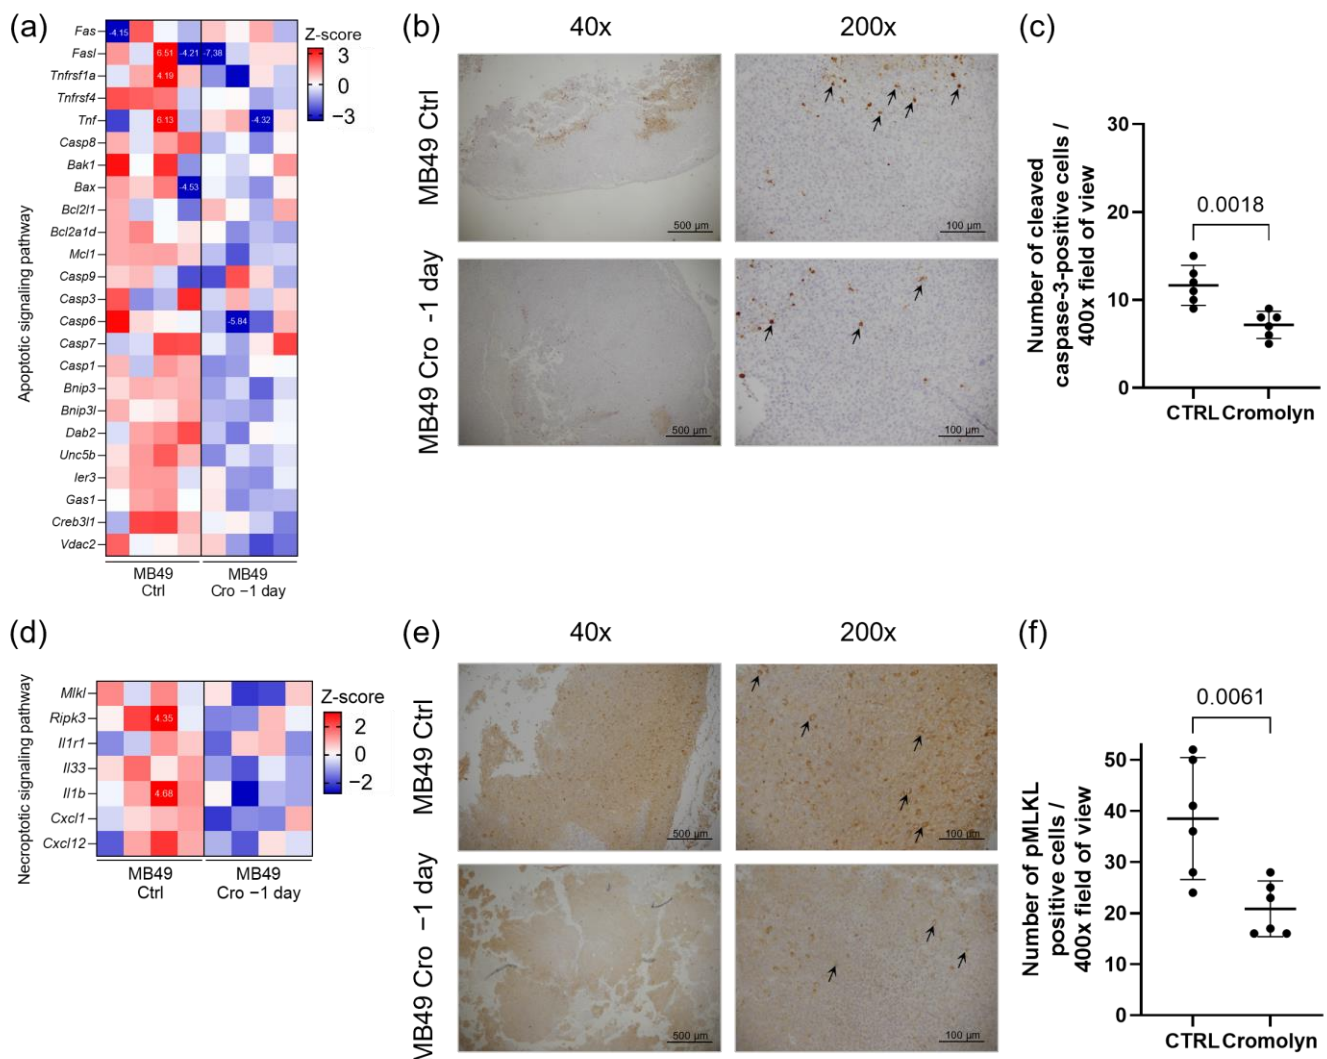 (a)
Fas
Fasl
Tnfrsf1a
Tnfrsf4
Tnf
Casp8
Bak1
Bax
Bcl2l1
Bcl2a1d
Mcl1
Casp9
Casp3
Casp6
Casp7
Casp1
Bnip3
Bnip3l
Dab2
Unc5b
Ier3
Gas1
Creb3l1
Vdac2
Apoptotic signaling pathway
-4.15
6.51 -4.21 -7,38
4.19
6.13 -4.32
-4.53
-5.84
MB49
Ctrl
MB49
Cro −1 day
Z-score
3
0
−3
(b)
40x
200x
MB49 Ctrl
MB49 Cro −1 day
500 µm
100 µm
500 µm
100 µm
(c)
Number of cleaved
caspase-3-positive cells /
400x field of view
30
20
10
0
0.0018
CTRL Cromolyn
(d)
Necroptotic signaling pathway
Mlkl
Ripk3
Il1r1
Il33
Il1b
Cxcl1
Cxcl12
4.35
4.68
MB49
Ctrl
MB49
Cro −1 day
Z-score
2
0
−2
(e)
40x
200x
MB49 Ctrl
MB49 Cro −1 day
500 µm
100 µm
500 µm
100 µm
(f)
Number of pMLKL
positive cells /
400x field of view
50
40
30
20
10
0
0.0061
CTRL Cromolyn